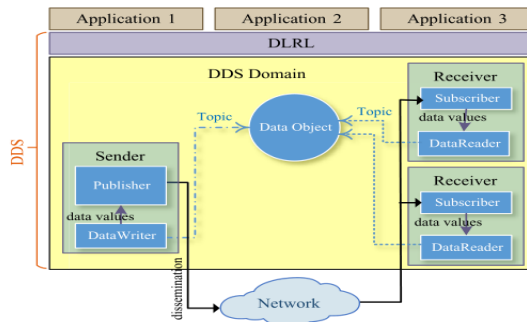 Application 1
Application 2
Application 3
DLRL
DDS Domain
DDS
Receiver
Subscriber
data values
DataReader
Topic
Topic
Data Object
Sender
Publisher
data values
DataWriter
Receiver
Subscriber
data values
DataReader
dissemination
Network